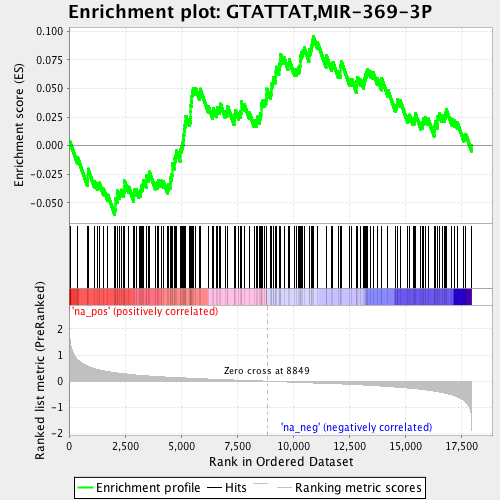 Enrichment plot: GTATTAT,MIR-369-3P
Enrichment score (ES)
0.100
0.075
0.050
0.025
0.000
-0.025
-0.050
'na_pos' (positively correlated)
Ranked list metric (PreRanked)
2
1
0
-1
-2
Zero cross at 8849
'na_neg' (negatively correlated)
0
2,500
5,000
7,500
10,000
12,500
15,000
17,500
Rank in Ordered Dataset
Enrichment profile
Hits
Ranking metric scores